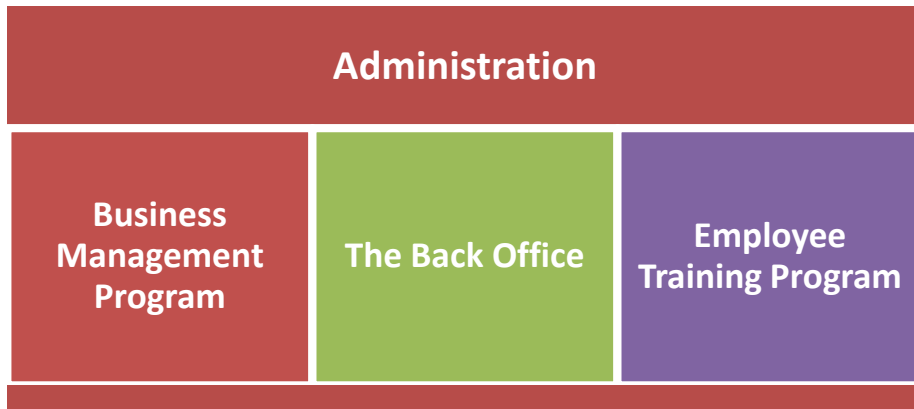 Administration
Business
Management
Program
The Back Office
Employee
Training Program